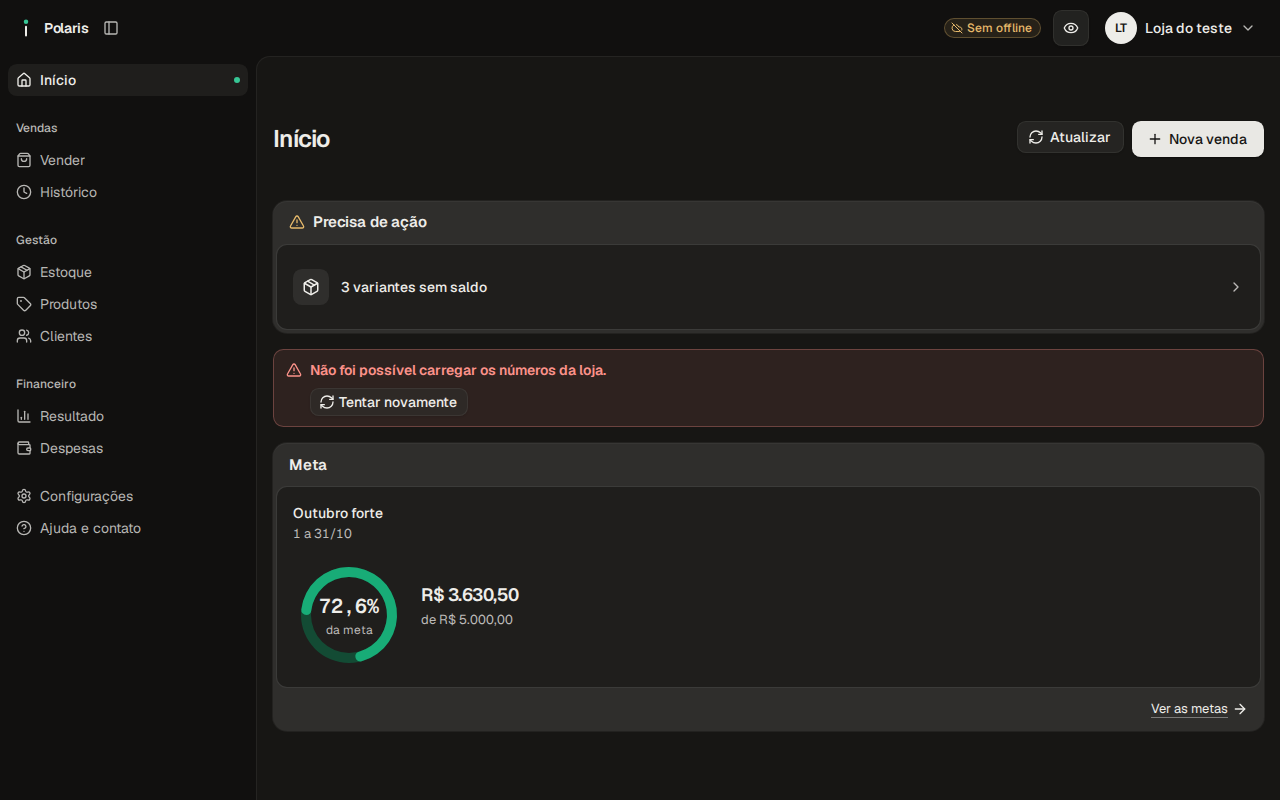 Polaris
Sem offline
LT
Loja do teste
Início
Vendas
Vender
Histórico
Gestão
Estoque
Produtos
Clientes
Financeiro
Resultado
Despesas
Configurações
Ajuda e contato
Início
Atualizar
Nova venda
Precisa de ação
3 variantes sem saldo
Não foi possível carregar os números da loja.
Tentar novamente
Meta
Outubro forte
1 a 31/10
72,6%
da meta
R$ 3.630,50
de R$ 5.000,00
Ver as metas